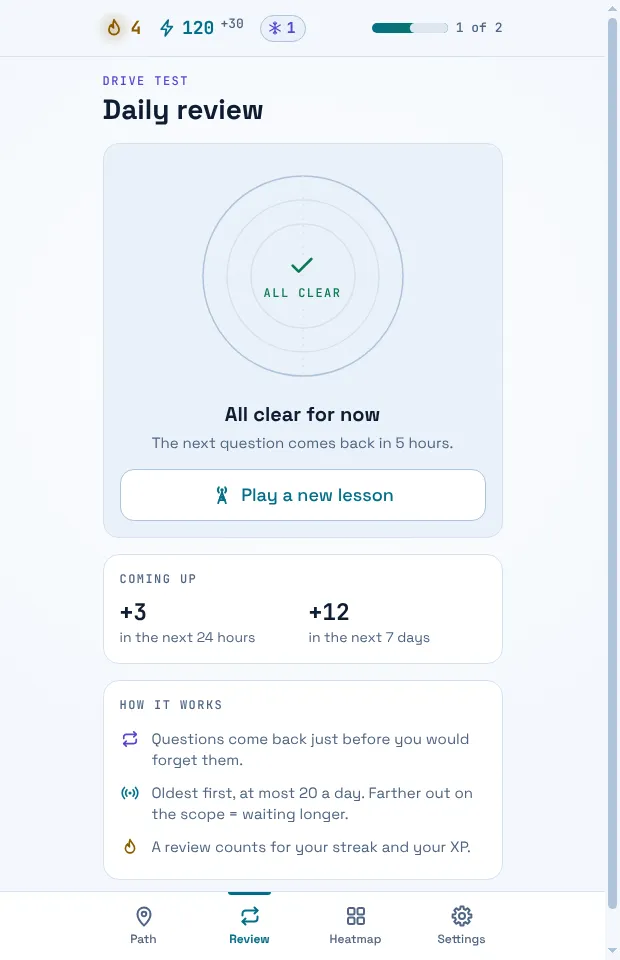 4 120 +30 1 1 of 2
DRIVE TEST
Daily review
ALL CLEAR
All clear for now
The next question comes back in 5 hours.
Play a new lesson
COMING UP
+3 +12
in the next 24 hours in the next 7 days
HOW IT WORKS
Questions come back just before you would
forget them.
Oldest first, at most 20 a day. Farther out on
the scope = waiting longer.
A review counts for your streak and your XP.
Path Review Heatmap Settings